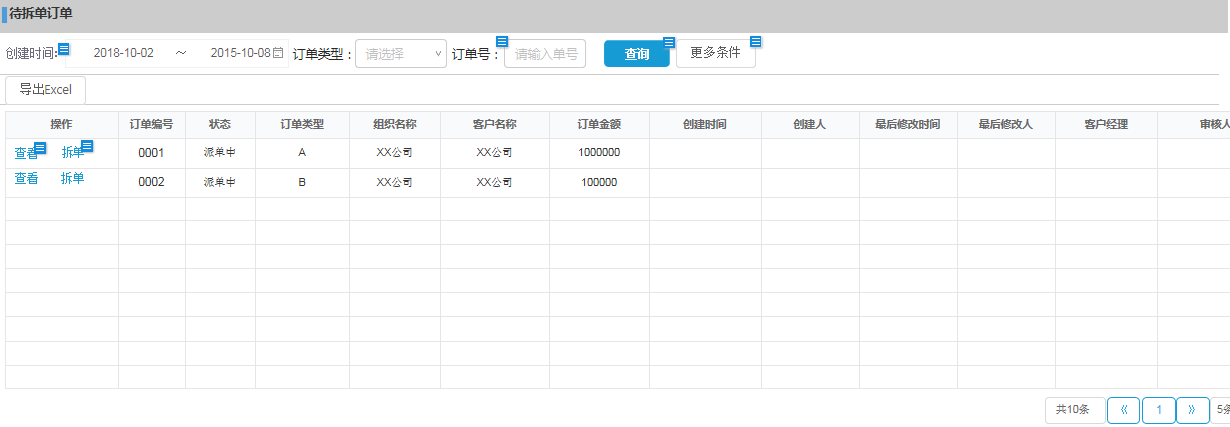 待拆单订单
创建时间: 2018-10-02 ～ 2015-10-08 订单类型： 请选择 订单号： 请输入单号 查询 更多条件
导出Excel
操作 订单编号 状态 订单类型 组织名称 客户名称 订单金额 创建时间 创建人 最后修改时间 最后修改人 客户经理 审核人
查看 拆单 0001 派单中 A XX公司 XX公司 1000000
查看 拆单 0002 派单中 B XX公司 XX公司 100000
共10条 《 1 》 5条